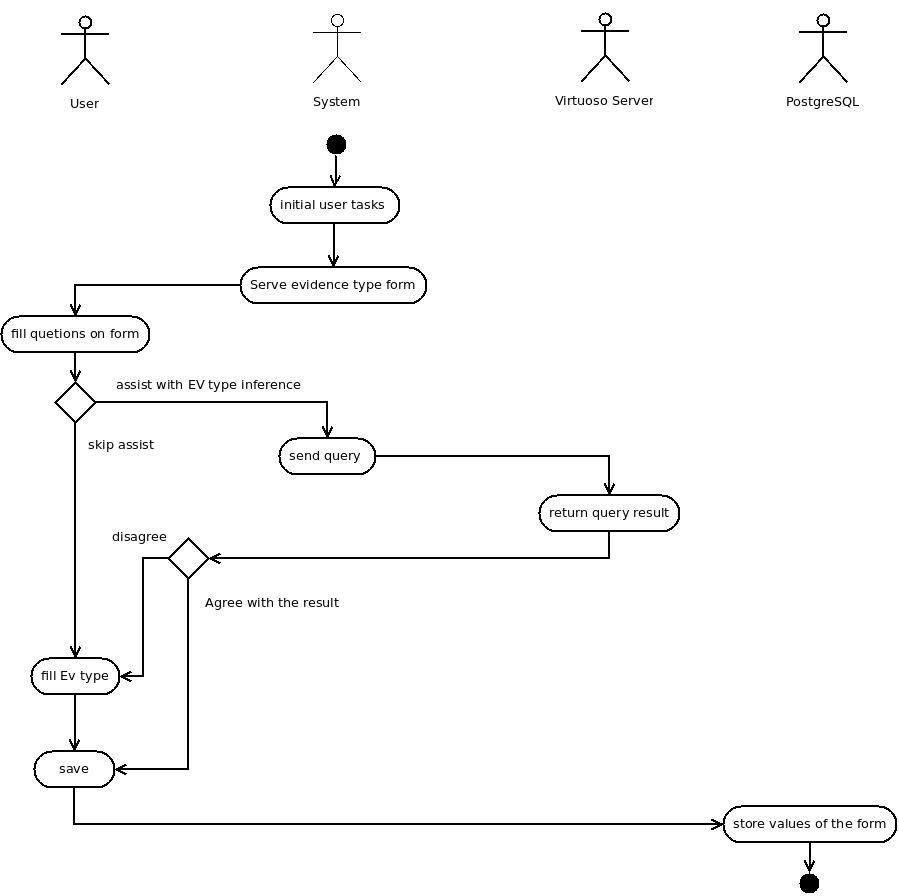 User
System
Virtuoso Server
PostgreSQL
initial user tasks
Serve evidence type form
fill quetions on form
assist with EV type inference
skip assist
send query
return query result
disagree
Agree with the result
fill Ev type
save
store values of the form